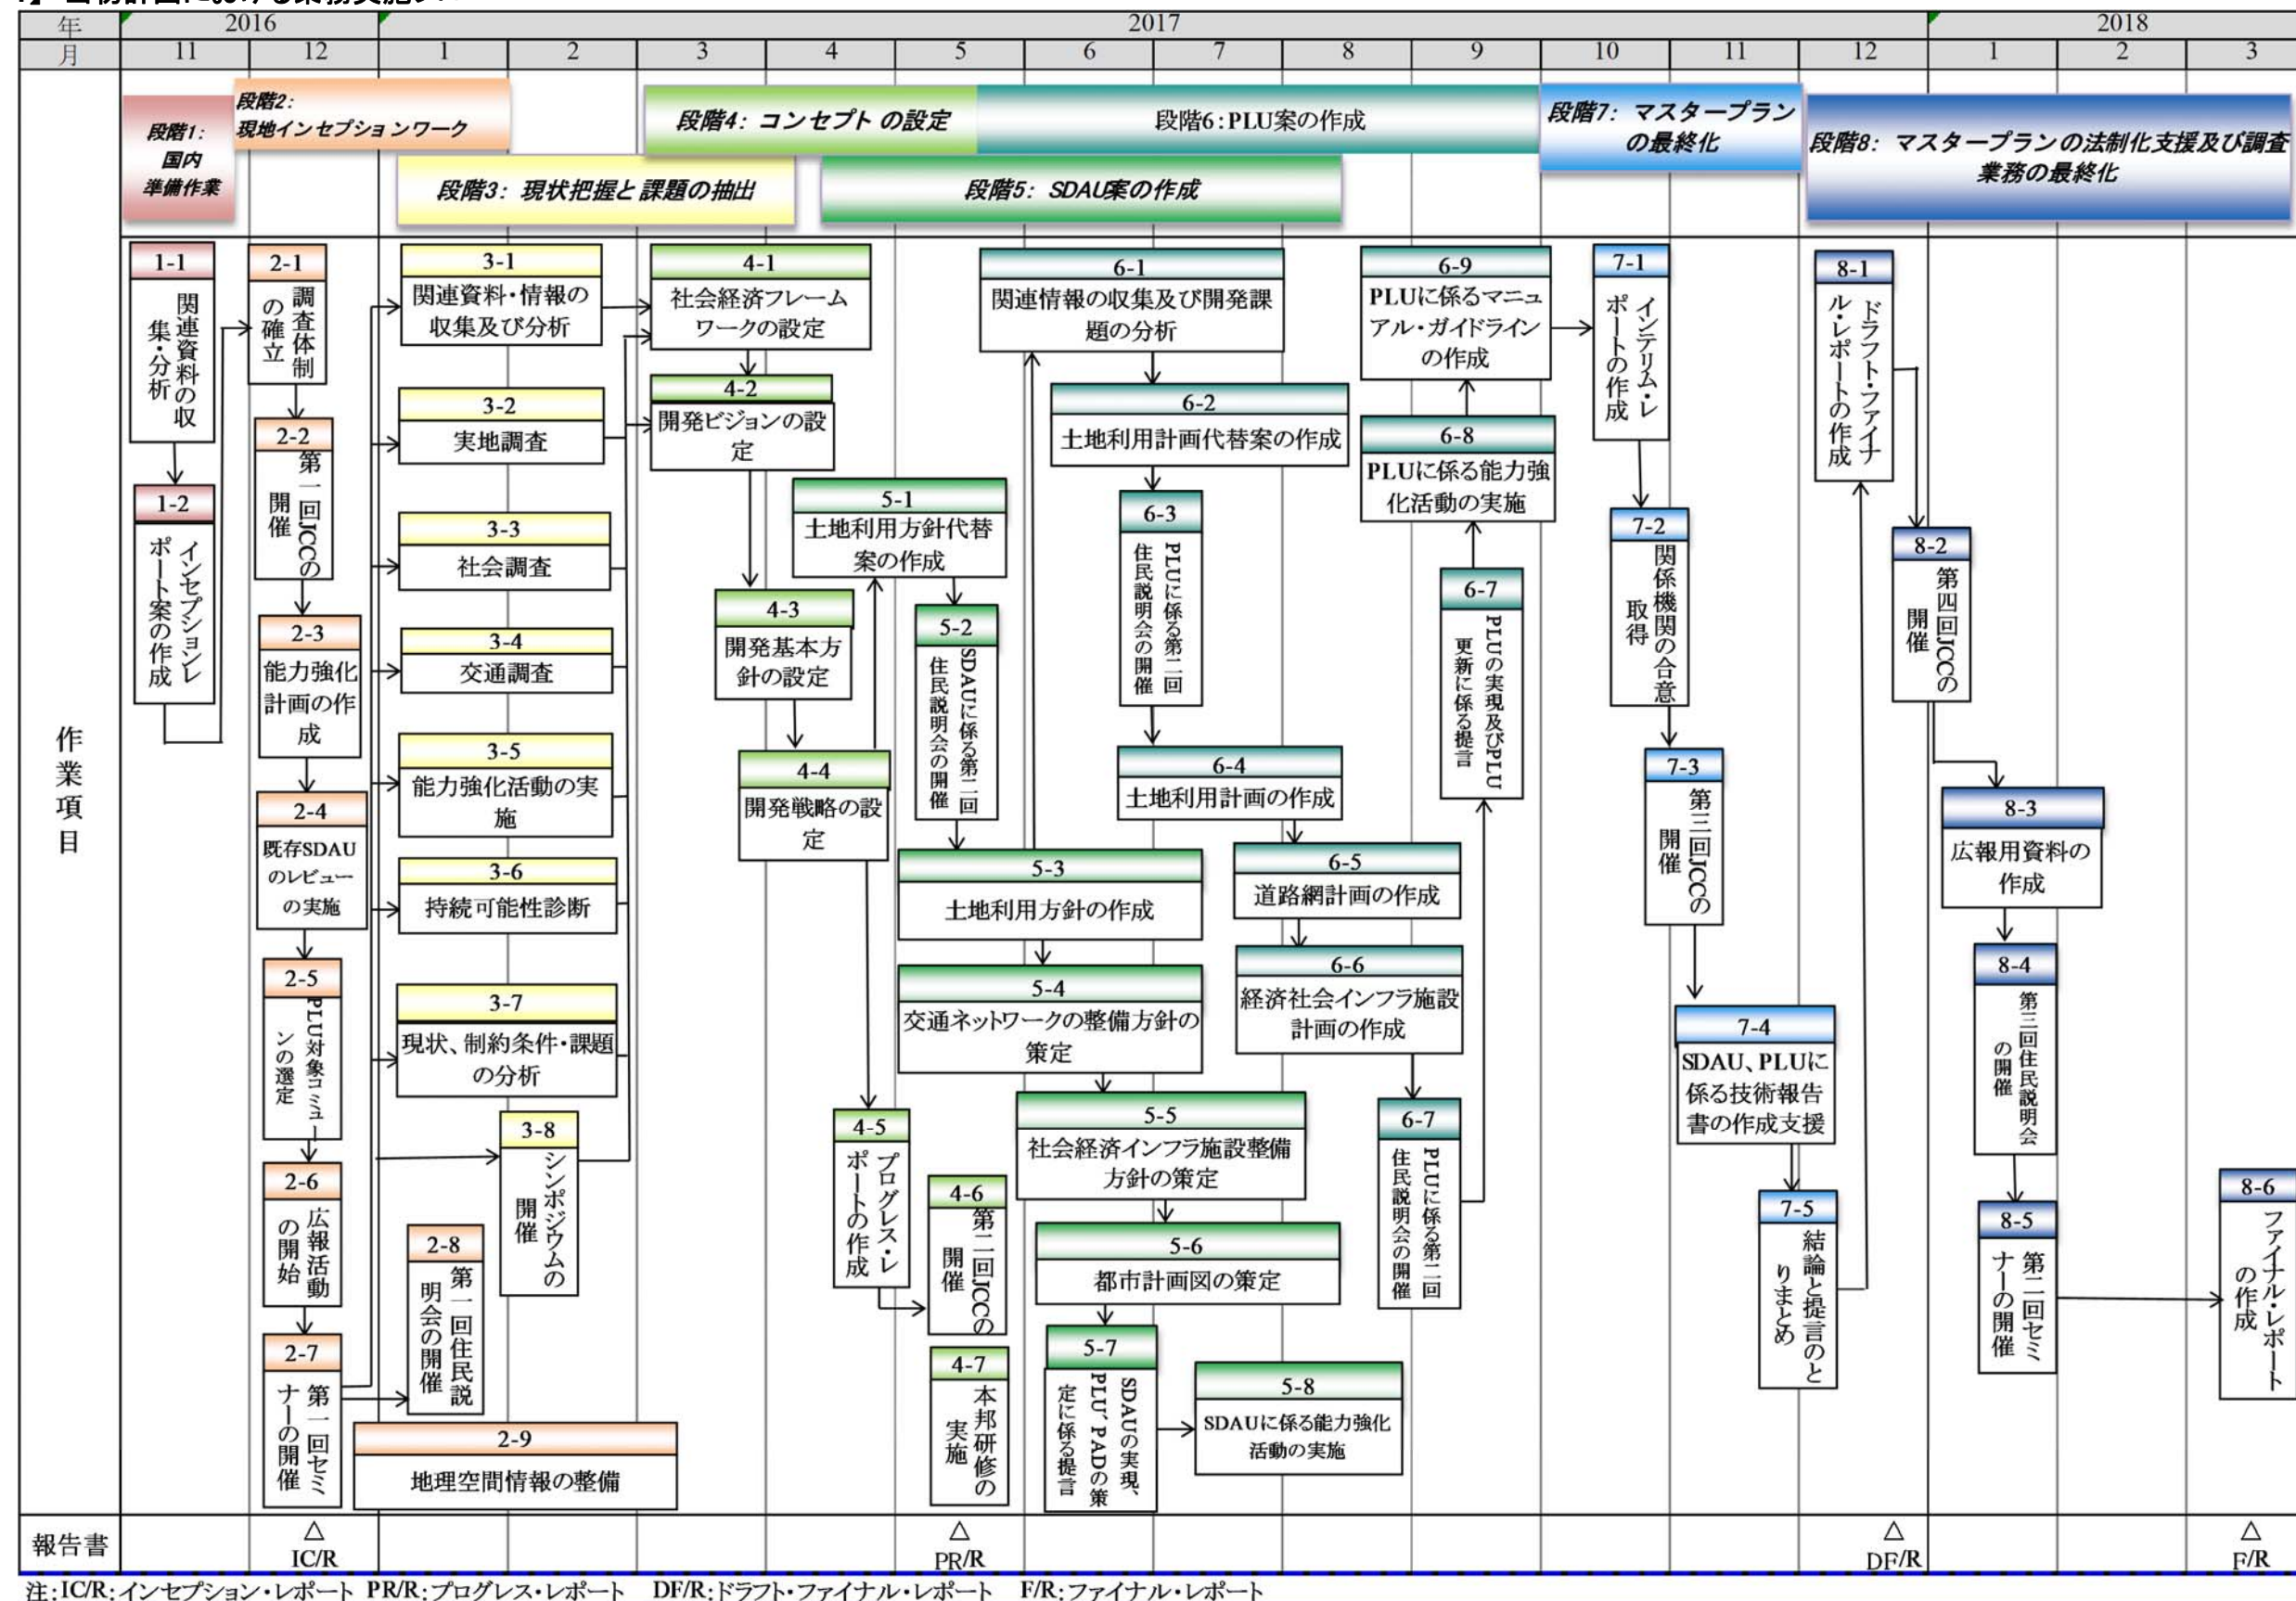 年
2016
2017
2018
月
11
12
1
2
3
4
5
6
7
8
9
10
11
12
1
2
3
段階1:
国内
準備作業
段階2:
現地インセプションワーク
段階3: 現状把握と課題の抽出
段階4: コンセプトの設定
段階5: SDAU案の作成
段階6:PLU案の作成
段階7: マスタープラン
の最終化
段階8: マスタープランの法制化支援及び調査
業務の最終化
作業項目
1-1
関連資料の収
集・分析
1-2
インセプションレ
ポート案の作成
2-1
調査体制
の確立
2-2
第一回JCCの
開催
2-3
能力強化
計画の作
成
2-4
既存SDAU
のレビュー
の実施
2-5
PLU対象コミュー
ンの選定
2-6
広報活動
の開始
2-7
第一回セミ
ナーの開催
2-8
第一回住民説
明会の開催
2-9
地理空間情報の整備
3-1
関連資料・情報の
収集及び分析
3-2
実地調査
3-3
社会調査
3-4
交通調査
3-5
能力強化活動の実
施
3-6
持続可能性診断
3-7
現状、制約条件・課題
の分析
3-8
シンポジウムの
開催
4-1
社会経済フレーム
ワークの設定
4-2
開発ビジョンの設
定
4-3
開発基本方
針の設定
4-4
開発戦略の設
定
4-5
プログレス・レ
ポートの作成
4-6
第二回JCCの
開催
4-7
本邦研修の
実施
5-1
土地利用方針代替
案の作成
5-2
SDAUに係る第二回
住民説明会の開催
5-3
土地利用方針の作成
5-4
交通ネットワークの整備方針の
策定
5-5
社会経済インフラ施設整備
方針の策定
5-6
都市計画図の策定
5-7
SDAUの実現、
PLU、PADの策
定に係る提言
5-8
SDAUに係る能力強化
活動の実施
6-1
関連情報の収集及び開発課
題の分析
6-2
土地利用計画代替案の作成
6-3
PLUに係る第二回
住民説明会の開催
6-4
土地利用計画の作成
6-5
道路網計画の作成
6-6
経済社会インフラ施設
計画の作成
6-7
PLUに係る第二回
住民説明会の開催
6-7
PLUの実現及びPLU
更新に係る提言
6-8
PLUに係る能力強
化活動の実施
6-9
PLUに係るマニュ
アル・ガイドライン
の作成
7-1
インテリム・レ
ポートの作成
7-2
関係機関の合意
取得
7-3
第三回JCCの
開催
7-4
SDAU、PLUに
係る技術報告
書の作成支援
7-5
結論と提言のと
りまとめ
8-1
ドラフト・ファイナ
ル・レポートの作成
8-2
第四回JCCの
開催
8-3
広報用資料の
作成
8-4
第三回住民説明会
の開催
8-5
第二回セミ
ナーの開催
8-6
ファイナル・レポート
の作成
報告書
△
IC/R
△
PR/R
△
DF/R
△
F/R
注:IC/R:インセプション・レポート PR/R:プログレス・レポート DF/R:ドラフト・ファイナル・レポート F/R:ファイナル・レポート